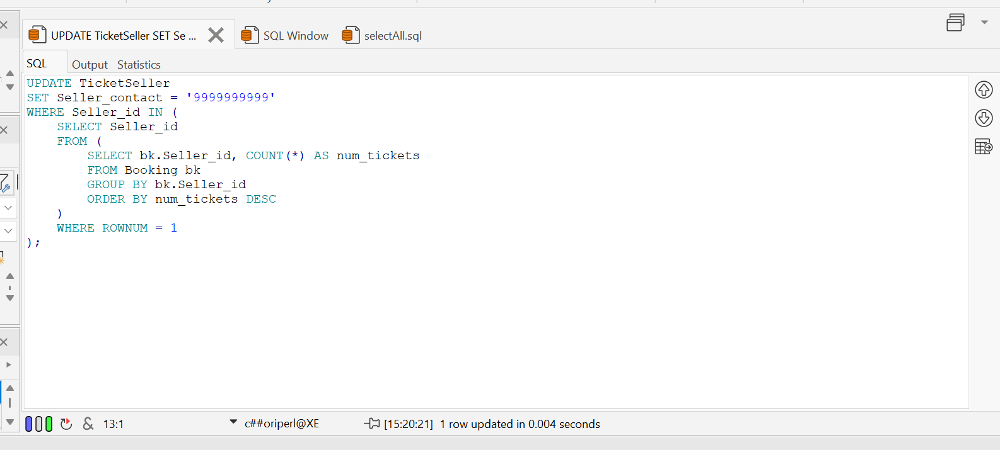 UPDATE TicketSeller SET Se ... SQL Window selectAll.sql
SQL Output Statistics
UPDATE TicketSeller
SET Seller_contact = '9999999999'
WHERE Seller_id IN (
    SELECT Seller_id
    FROM (
        SELECT bk.Seller_id, COUNT(*) AS num_tickets
        FROM Booking bk
        GROUP BY bk.Seller_id
        ORDER BY num_tickets DESC
    )
    WHERE ROWNUM = 1
);
& 13:1 c##oriperl@XE [15:20:21] 1 row updated in 0.004 seconds